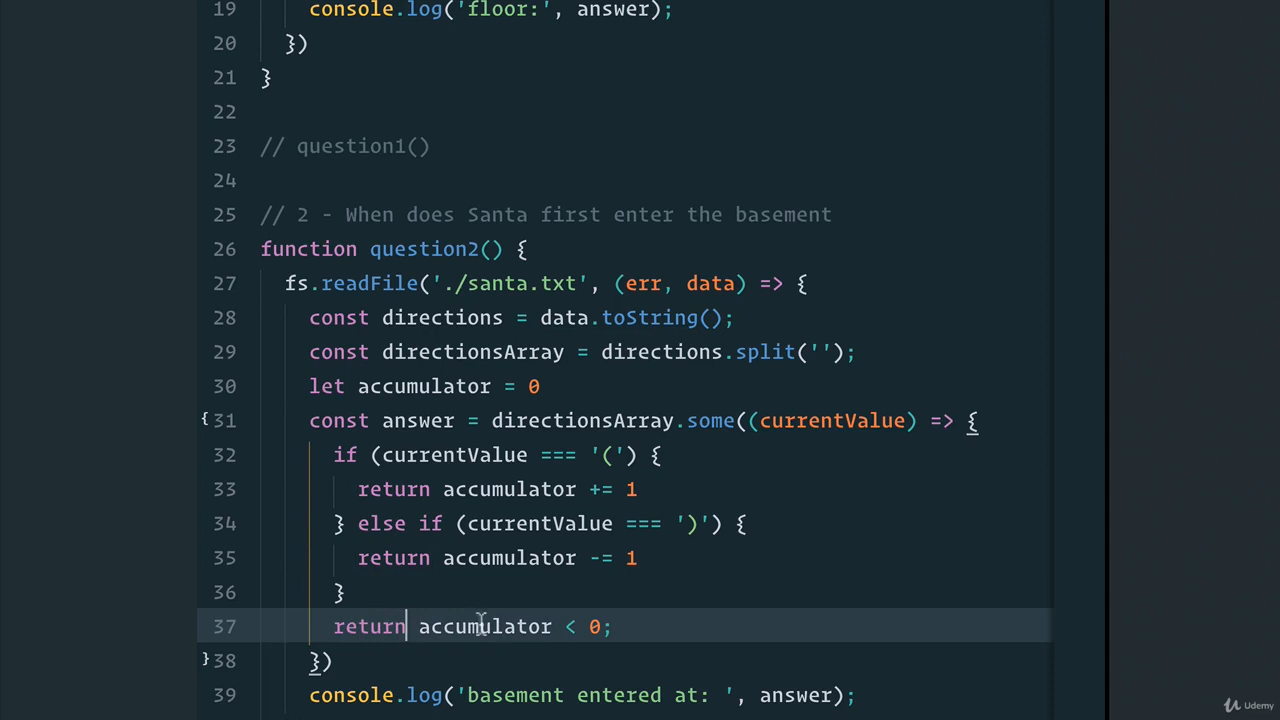 19 console.log('floor:', answer);
20 })
21 }
22
23 // question1()
24
25 // 2 - When does Santa first enter the basement
26 function question2() {
27 fs.readFile('./santa.txt', (err, data) => {
28 const directions = data.toString();
29 const directionsArray = directions.split('');
30 let accumulator = 0
{31 const answer = directionsArray.some((currentValue) => {
32 if (currentValue === '(') {
33 return accumulator += 1
34 } else if (currentValue === ')') {
35 return accumulator -= 1
36 }
37 return accumulator < 0;
}38 })
39 console.log('basement entered at: ', answer);
Udemy